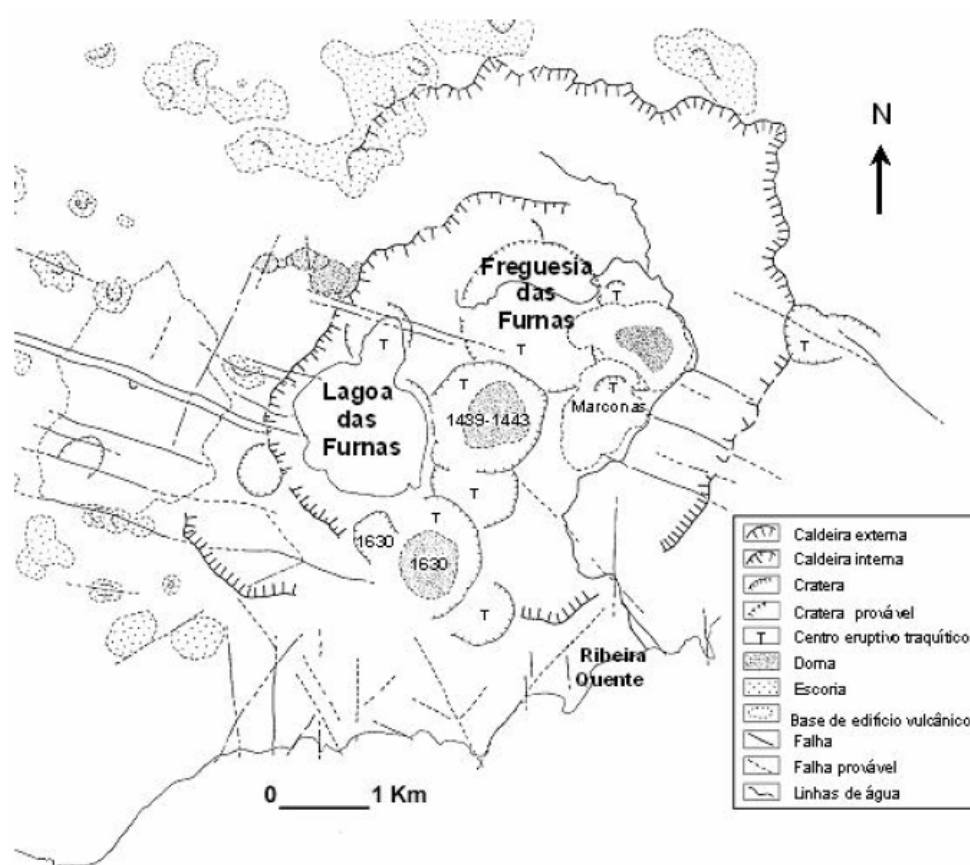 N
Freguesia
das
Furnas
T
T
T
T
Lagoa
das
Furnas
T
T
Marconas
1439-1443
T
T
1630
1630
T
Ribeira
Quente
0 1 Km
Caldeira externa
Caldeira interna
Cratera
Cratera provável
Centro eruptivo traquítico
T
Doma
Escoria
Base de edificio vulcânico
Falha
Falha provável
Linhas de água